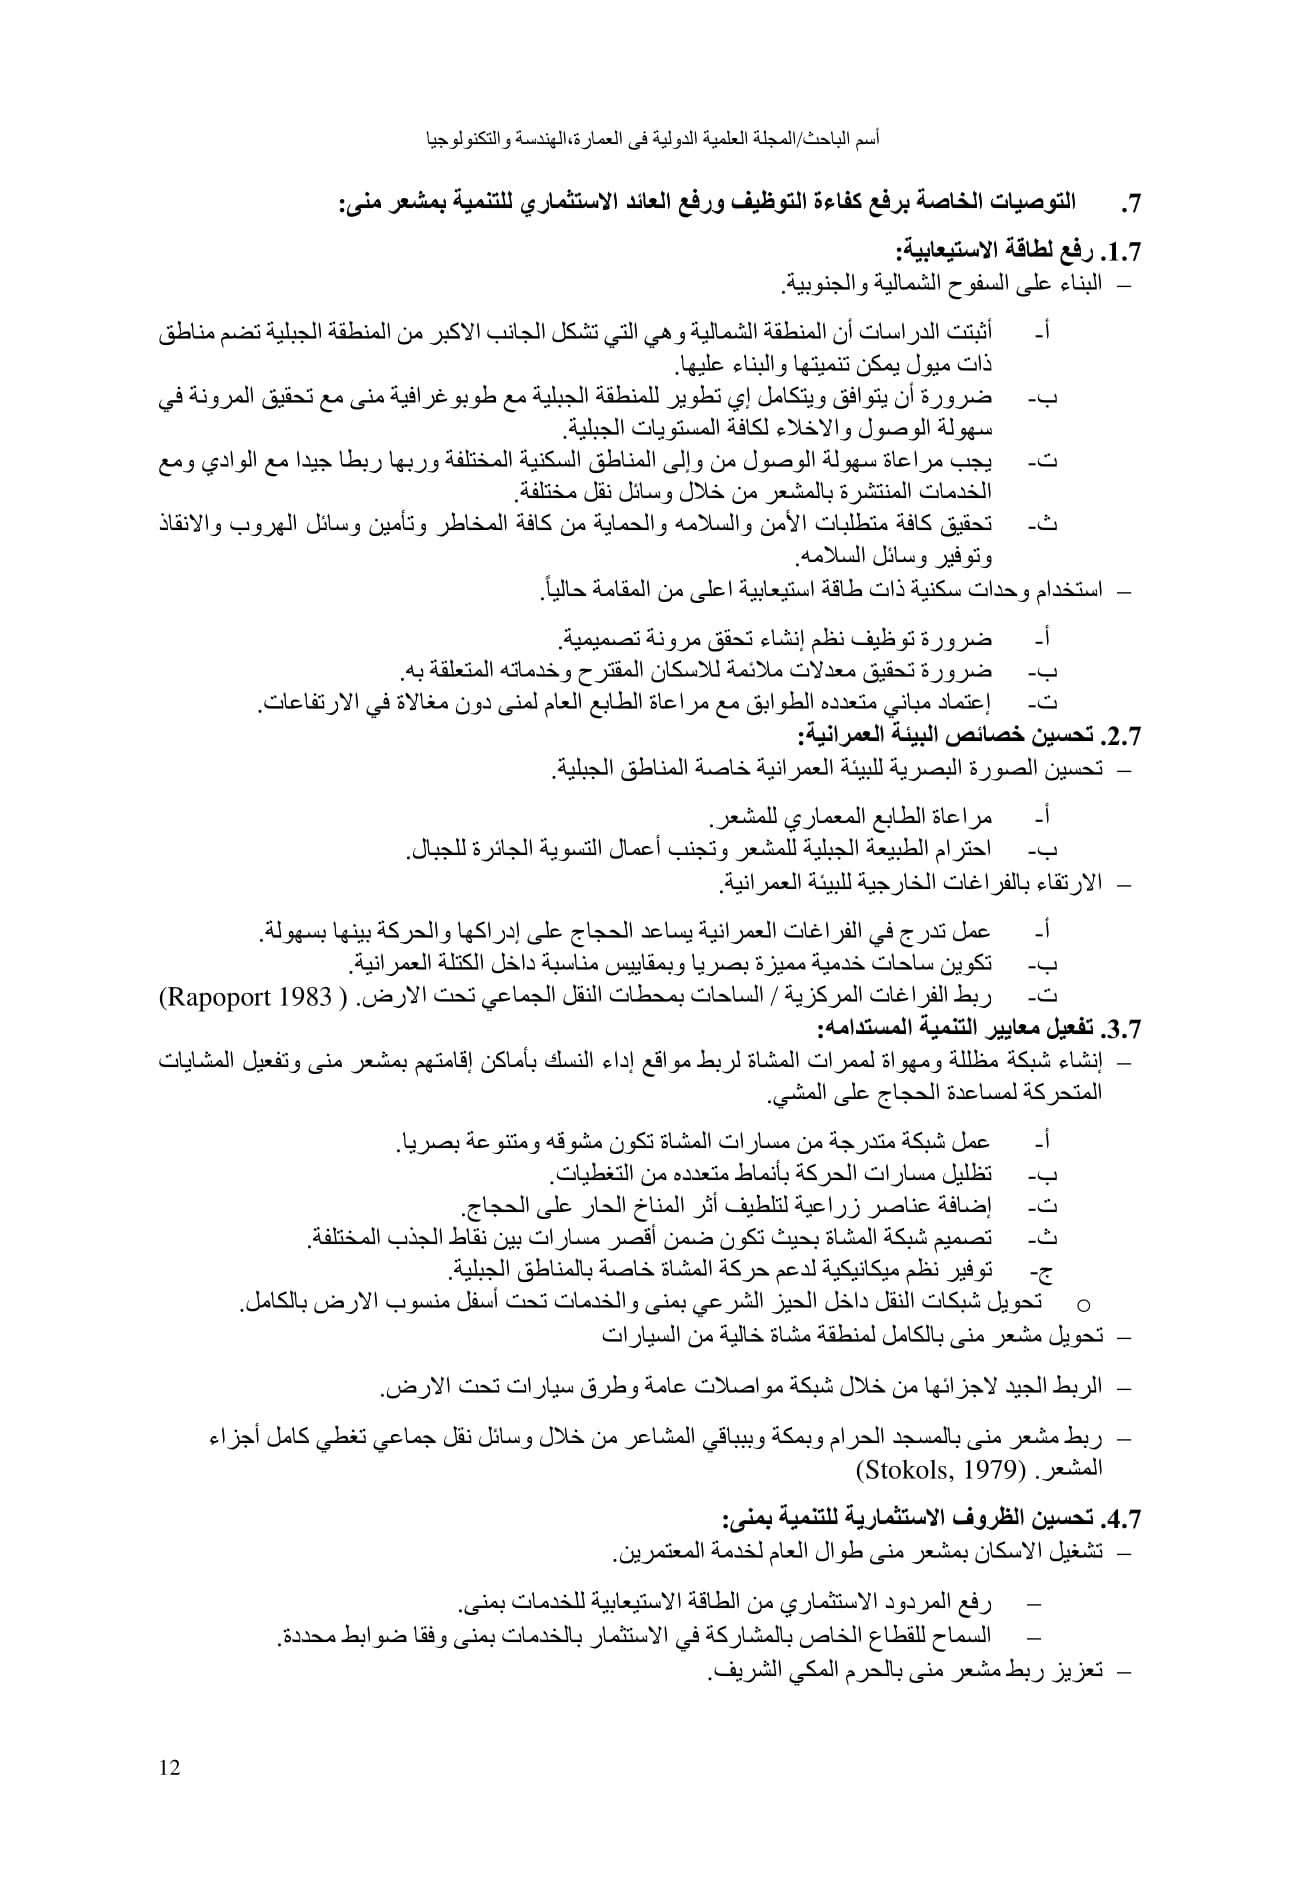 أسم الباحث/المجلة العلمية الدولية فى العمارة،الهندسة والتكنولوجيا
7. التوصيات الخاصة برفع كفاءة التوظيف ورفع العائد الاستثماري للتنمية بمشعر منى:
1.7. رفع لطاقة الاستيعابية:
– البناء على السفوح الشمالية والجنوبية.
أ- أثبتت الدراسات أن المنطقة الشمالية وهي التي تشكل الجانب الاكبر من المنطقة الجبلية تضم مناطق
ذات ميول يمكن تنميتها والبناء عليها.
ب- ضرورة أن يتوافق ويتكامل إي تطوير للمنطقة الجبلية مع طوبوغرافية منى مع تحقيق المرونة في
سهولة الوصول والاخلاء لكافة المستويات الجبلية.
ت- يجب مراعاة سهولة الوصول من وإلى المناطق السكنية المختلفة وربها ربطا جيدا مع الوادي ومع
الخدمات المنتشرة بالمشعر من خلال وسائل نقل مختلفة.
ث- تحقيق كافة متطلبات الأمن والسلامه والحماية من كافة المخاطر وتأمين وسائل الهروب والانقاذ
وتوفير وسائل السلامه.
– استخدام وحدات سكنية ذات طاقة استيعابية اعلى من المقامة حالياً.
أ- ضرورة توظيف نظم إنشاء تحقق مرونة تصميمية.
ب- ضرورة تحقيق معدلات ملائمة للاسكان المقترح وخدماته المتعلقة به.
ت- إعتماد مباني متعدده الطوابق مع مراعاة الطابع العام لمنى دون مغالاة في الارتفاعات.
2.7. تحسين خصائص البيئة العمرانية:
– تحسين الصورة البصرية للبيئة العمرانية خاصة المناطق الجبلية.
أ- مراعاة الطابع المعماري للمشعر.
ب- احترام الطبيعة الجبلية للمشعر وتجنب أعمال التسوية الجائرة للجبال.
– الارتقاء بالفراغات الخارجية للبيئة العمرانية.
أ- عمل تدرج في الفراغات العمرانية يساعد الحجاج على إدراكها والحركة بينها بسهولة.
ب- تكوين ساحات خدمية مميزة بصريا وبمقاييس مناسبة داخل الكتلة العمرانية.
ت- ربط الفراغات المركزية / الساحات بمحطات النقل الجماعي تحت الارض. (Rapoport 1983 )
3.7. تفعيل معايير التنمية المستدامه:
– إنشاء شبكة مظللة ومهواة لممرات المشاة لربط مواقع إداء النسك بأماكن إقامتهم بمشعر منى وتفعيل المشايات
المتحركة لمساعدة الحجاج على المشي.
أ- عمل شبكة متدرجة من مسارات المشاة تكون مشوقه ومتنوعة بصريا.
ب- تظليل مسارات الحركة بأنماط متعدده من التغطيات.
ت- إضافة عناصر زراعية لتلطيف أثر المناخ الحار على الحجاج.
ث- تصميم شبكة المشاة بحيث تكون ضمن أقصر مسارات بين نقاط الجذب المختلفة.
ج- توفير نظم ميكانيكية لدعم حركة المشاة خاصة بالمناطق الجبلية.
o تحويل شبكات النقل داخل الحيز الشرعي بمنى والخدمات تحت أسفل منسوب الارض بالكامل.
– تحويل مشعر منى بالكامل لمنطقة مشاة خالية من السيارات
– الربط الجيد لاجزائها من خلال شبكة مواصلات عامة وطرق سيارات تحت الارض.
– ربط مشعر منى بالمسجد الحرام وبمكة وبببباقي المشاعر من خلال وسائل نقل جماعي تغطي كامل أجزاء
المشعر. (Stokols, 1979)
4.7. تحسين الظروف الاستثمارية للتنمية بمنى:
– تشغيل الاسكان بمشعر منى طوال العام لخدمة المعتمرين.
– رفع المردود الاستثماري من الطاقة الاستيعابية للخدمات بمنى.
– السماح للقطاع الخاص بالمشاركة في الاستثمار بالخدمات بمنى وفقا ضوابط محددة.
– تعزيز ربط مشعر منى بالحرم المكي الشريف.
12